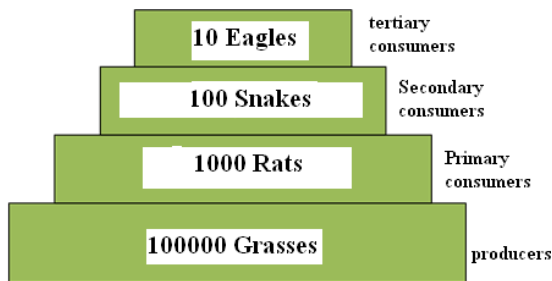 10 Eagles
tertiary
consumers
100 Snakes
Secondary
consumers
1000 Rats
Primary
consumers
100000 Grasses
producers